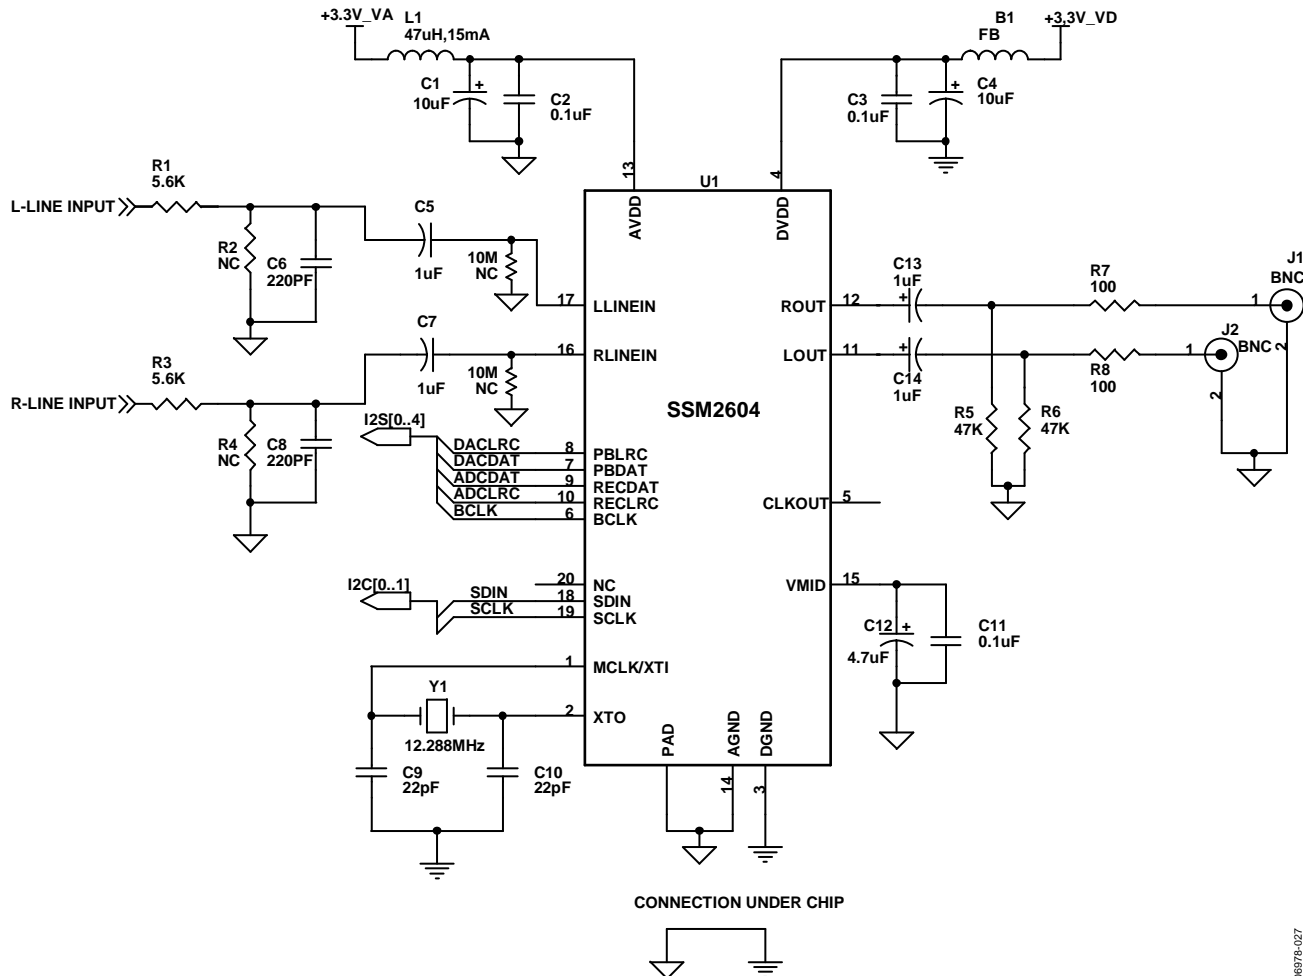 +3.3V_VA
L1
47uH,15mA
B1
FB
+3,3V_VD
C1
10uF
+
C2
0.1uF
C3
0.1uF
+
C4
10uF
13
4
U1
AVDD
DVDD
R1
5.6K
L-LINE INPUT
R2
NC
C6
220PF
C5
1uF
10M
NC
17
LLINEIN
C7
1uF
16
RLINEIN
10M
NC
R3
5.6K
R-LINE INPUT
R4
NC
C8
220PF
SSM2604
ROUT
12
C13
1uF
+
R7
100
1
J1
BNC
2
LOUT
11
+
C14
1uF
R8
100
1
J2
BNC
2
R5
47K
R6
47K
I2S[0..4]
DACLRC
8
PBLRC
DACDAT
7
PBDAT
ADCDAT
9
RECDAT
ADCLRC
10
RECLRC
BCLK
6
BCLK
CLKOUT
5
I2C[0..1]
20
NC
SDIN
18
SDIN
SCLK
19
SCLK
VMID
15
C12
+
4.7uF
C11
0.1uF
1
MCLK/XTI
Y1
12.288MHz
2
XTO
C9
22pF
C10
22pF
PAD
AGND
DGND
14
3
CONNECTION UNDER CHIP
06978-027